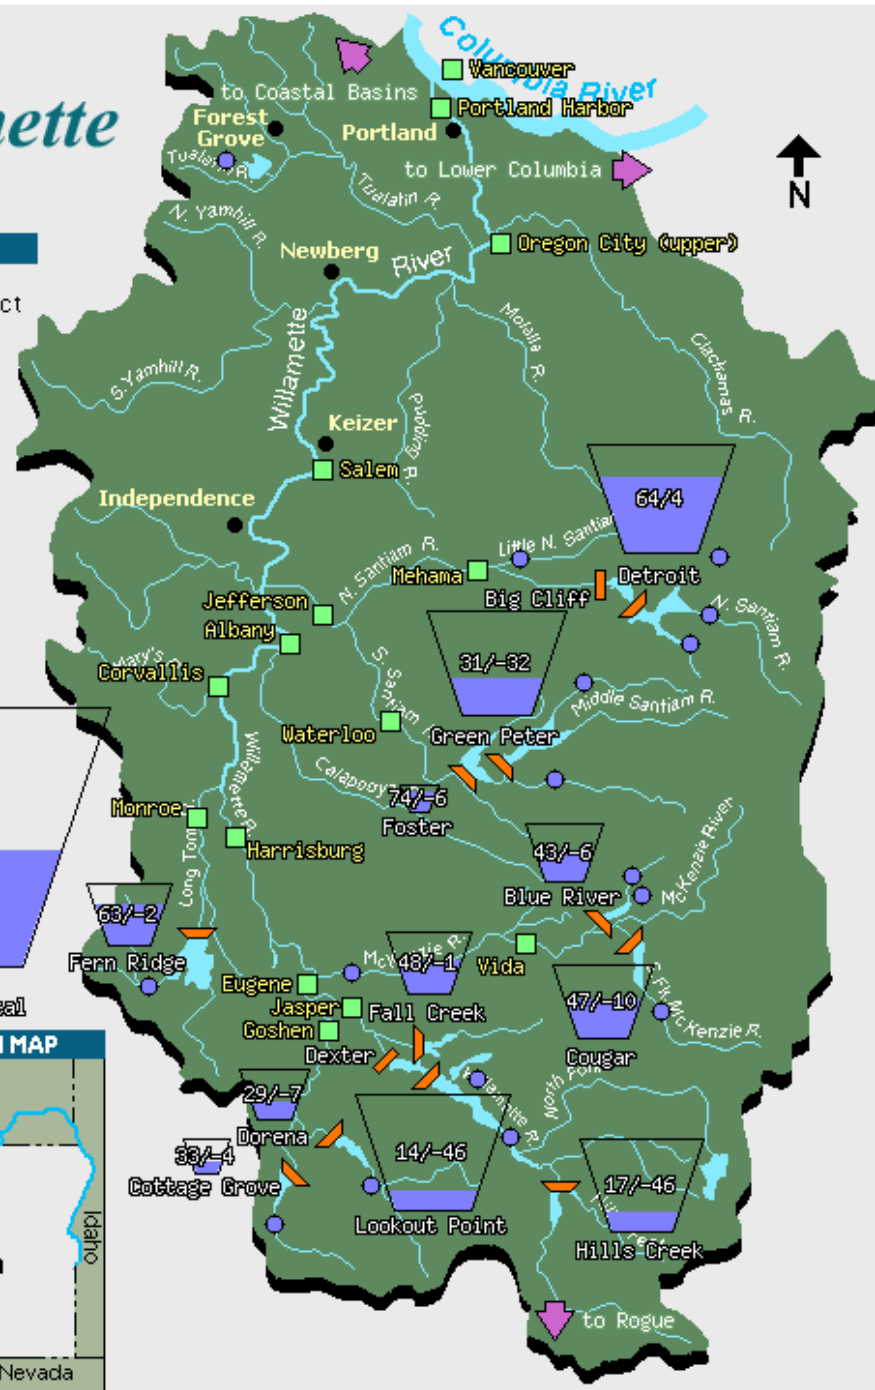 Columbia River
Vancouver
to Coastal Basins
Portland Harbor
Forest
Grove
Portland
Tualatin R.
to Lower Columbia
Tualatin R.
N
N. Yamhill R.
Oregon City (upper)
Newberg
River
Willamette
Molalla R.
Clackamas R.
S.Yamhill R.
Pudding R.
Keizer
Salem
64/4
Independence
Little N. Santiam
N. Santiam R.
Mehama
Detroit
Big Cliff
Jefferson
N. Santiam R.
Albany
31/-32
Mary's
Corvallis
S. Santiam
Middle Santiam R.
Waterloo
Green Peter
Willamette R.
Calapooya
74/-6
Foster
Monroe
Long Tom
Harrisburg
43/-6
McKenzie River
Blue River
63/-2
McKenzie R.
Vida
Fern Ridge
48/-1
Eugene
47/-10
S.Fk. McKenzie R.
Jasper
Fall Creek
Goshen
Cougar
MAP
Dexter
North Fork
Willamette R.
29/-7
Dorena
14/-46
33/-4
17/-46
Cottage Grove
Lookout Point
Hills Creek
Idaho
to Rogue
Nevada